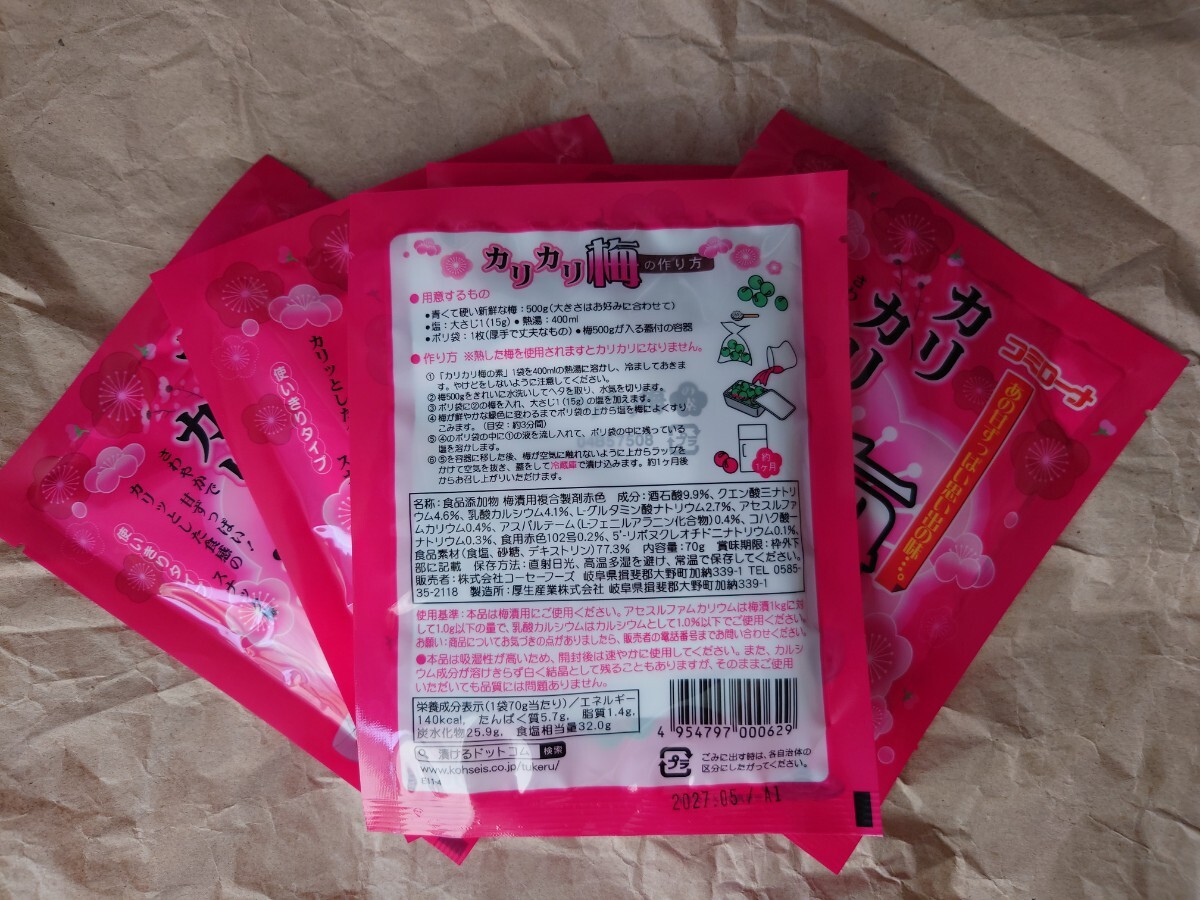 カリカリ梅の作り方
●用意するもの
●青くて硬い新鮮な梅:500g(大きさはお好みに合わせて)
●塩:大さじ1(15g) ●熱湯:400ml
●ポリ袋:1枚(厚手で丈夫なもの) ●梅500gが入る蓋付の容器
●作り方 ※熟した梅を使用されますとカリカリになりません。
①「カリカリ梅の素」1袋を400mlの熱湯に溶かし、冷ましておきま
す。やけどをしないように注意してください。
②梅500gをきれいに水洗いしてヘタを取り、水気を切ります。
③ポリ袋に②の梅を入れ、大さじ1(15g)の塩を加えます。
④梅が鮮やかな緑色に変わるまでポリ袋の上から塩を梅によくすり
こみます。(目安:約3分間)
⑤④のポリ袋の中に①の液を流し入れて、ポリ袋の中に残っている
塩を溶かします。
⑥⑤を容器に移した後、梅が空気に触れないように上からラップを
かけて空気を抜き、蓋をして冷蔵庫で漬け込みます。約1ヶ月後
からお召し上がりいただけます。
約
1ヶ月
名称:食品添加物 梅漬用複合製剤赤色 成分:酒石酸9.9%、クエン酸三ナトリ
ウム4.6%、乳酸カルシウム4.1%、L-グルタミン酸ナトリウム2.7%、アセスルファ
ムカリウム0.4%、アスパルテーム(L-フェニルアラニン化合物)0.4%、コハク酸一
ナトリウム0.3%、食用赤色102号0.2%、5'-リボヌクレオチドニナトリウム0.1%、
食品素材(食塩、砂糖、デキストリン)77.3% 内容量:70g 賞味期限:枠外下
部に記載 保存方法:直射日光、高温多湿を避け、常温で保存してください。
販売者:株式会社コーセーフーズ 岐阜県揖斐郡大野町加納339-1 TEL 0585-
35-2118 製造所:厚生産業株式会社 岐阜県揖斐郡大野町加納339-1
使用基準:本品は梅漬用にご使用ください。アセスルファムカリウムは梅漬1kgに対
して1.0g以下の量で、乳酸カルシウムはカルシウムとして1.0%以下でご使用ください。
お願い:商品についてお気づきの点がありましたら、販売者の電話番号までお問い合わせください。
●本品は吸湿性が高いため、開封後は速やかに使用してください。また、カルシ
ウム成分が溶けきらず白く結晶として残ることもありますが、そのままご使用
いただいても品質には問題ありません。
栄養成分表示(1袋70g当たり)/エネルギー
140kcal、たんぱく質5.7g、脂質1.4g、
炭水化物25.9g、食塩相当量32.0g
漬けるドットコム 検索
www.kohseis.co.jp/tukeru/
4 954797 000629
プラ
ごみに出す時は、各自治体の
区分にしたがってください。
2027.05 / A1
カリ
カリ
コミローナ
あの日甘ずっぱい思い出の味…。
カリッとした
使いきりタイプ
さわやかで 甘ずっぱい、
カリッとした食感の
使いきりタイプ